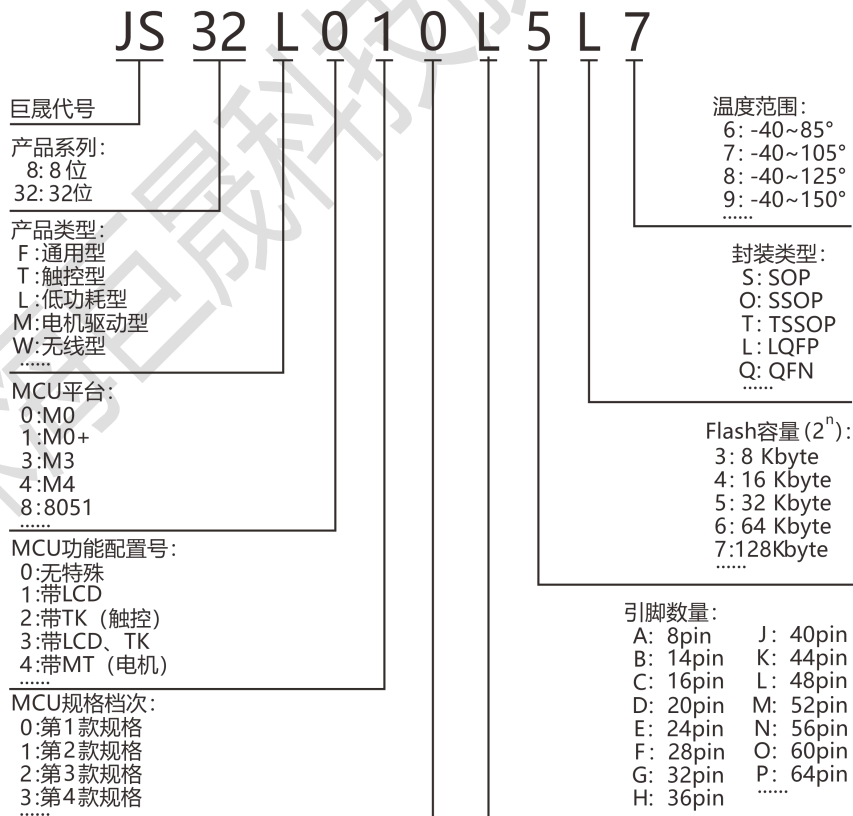 JS 32 L 0 1 0 L 5 L 7
巨晟代号
产品系列:
8: 8 位
32: 32位
产品类型:
F :通用型
T :触控型
L :低功耗型
M:电机驱动型
W:无线型
......
MCU平台:
0:M0
1:M0+
3:M3
4:M4
8:8051
......
MCU功能配置号:
0:无特殊
1:带LCD
2:带TK（触控）
3:带LCD、TK
4:带MT（电机）
......
MCU规格档次:
0:第1款规格
1:第2款规格
2:第3款规格
3:第4款规格
......
温度范围:
6: -40~85°
7: -40~105°
8: -40~125°
9: -40~150°
......
封装类型:
S: SOP
O: SSOP
T: TSSOP
L: LQFP
Q: QFN
......
Flash容量(2ⁿ):
3: 8 Kbyte
4: 16 Kbyte
5: 32 Kbyte
6: 64 Kbyte
7:128Kbyte
......
引脚数量:
A: 8pin
B: 14pin
C: 16pin
D: 20pin
E: 24pin
F: 28pin
G: 32pin
H: 36pin
J: 40pin
K: 44pin
L: 48pin
M: 52pin
N: 56pin
O: 60pin
P: 64pin
......
海巨晟科技